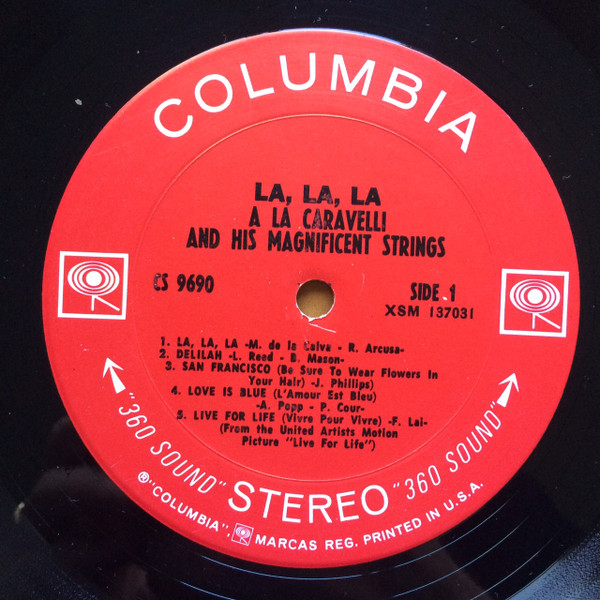 COLUMBIA
LA, LA, LA
A LA CARAVELLI
AND HIS MAGNIFICENT STRINGS
CS 9690
SIDE 1
XSM 137031
1. LA, LA, LA -M. de la Calva - R. Arcusa-
2. DELILAH -L. Reed - B. Mason-
3. SAN FRANCISCO (Be Sure To Wear Flowers In
Your Hair) -J. Phillips)
4. LOVE IS BLUE (L'Amour Est Bleu)
-A. Popp - P. Cour-
5. LIVE FOR LIFE (Vivre Pour Vivre) -F. Lai-
(From the United Artists Motion
Picture "Live For Life")
"360 SOUND" STEREO "360 SOUND"
®"COLUMBIA", MARCAS REG. PRINTED IN U.S.A.